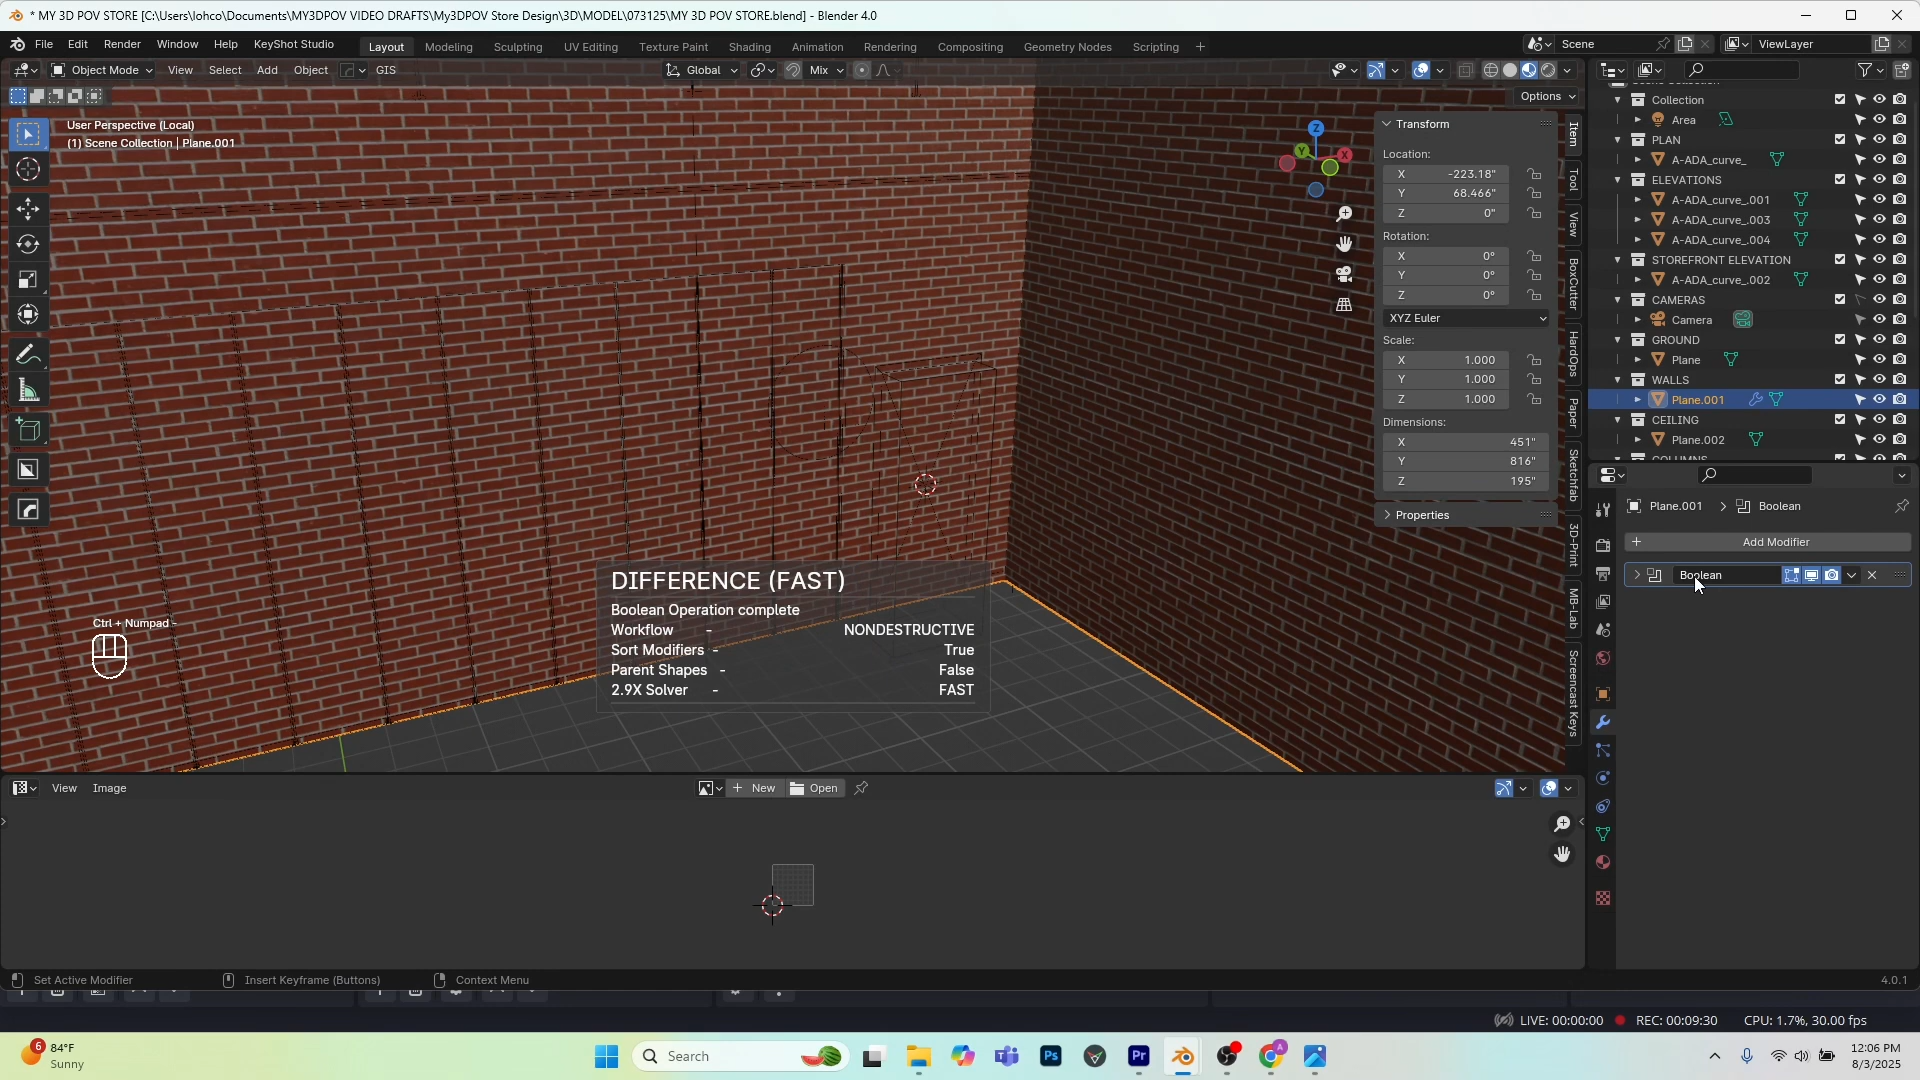 * MY 3D POV STORE [C:\Users\lohco\Documents\MY3DPOV VIDEO DRAFTS\My3DPOV Store Design\3D\MODEL\073125\MY 3D POV STORE.blend] - Blender 4.0
File Edit Render Window Help KeyShot Studio Layout Modeling Sculpting UV Editing Texture Paint Shading Animation Rendering Compositing Geometry Nodes Scripting + Scene ViewLayer
Object Mode View Select Add Object GIS Global Mix
Options
User Perspective (Local)
(1) Scene Collection | Plane.001
Transform
Location:
X -223.18"
Y 68.466"
Z 0"
Rotation:
X 0°
Y 0°
Z 0°
XYZ Euler
Scale:
X 1.000
Y 1.000
Z 1.000
Dimensions:
X 451"
Y 816"
Z 195"
Properties
Item
Tool
View
BoxCutter
HardOps
Paper
Sketchfab
3D-Print
MB-Lab
Screencast Keys
Z
Y
X
Collection
Area
PLAN
A-ADA_curve_
ELEVATIONS
A-ADA_curve_.001
A-ADA_curve_.003
A-ADA_curve_.004
STOREFRONT ELEVATION
A-ADA_curve_.002
CAMERAS
Camera
GROUND
Plane
WALLS
Plane.001
CEILING
Plane.002
Plane.001 > Boolean
+ Add Modifier
Boolean
DIFFERENCE (FAST)
Boolean Operation complete
Workflow - NONDESTRUCTIVE
Sort Modifiers - True
Parent Shapes - False
2.9X Solver - FAST
Ctrl + Numpad -
View Image + New Open
Set Active Modifier Insert Keyframe (Buttons) Context Menu 4.0.1
LIVE: 00:00:00 REC: 00:09:30 CPU: 1.7%, 30.00 fps
6
84°F
Sunny
Search
Ps
Pr
A
12:06 PM
8/3/2025